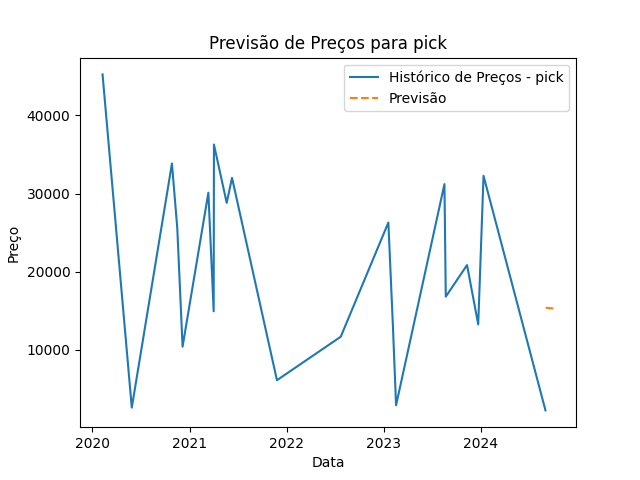 Previsão de Preços para pick
Histórico de Preços - pick
Previsão
Preço
40000
30000
20000
10000
2020
2021
2022
2023
2024
Data